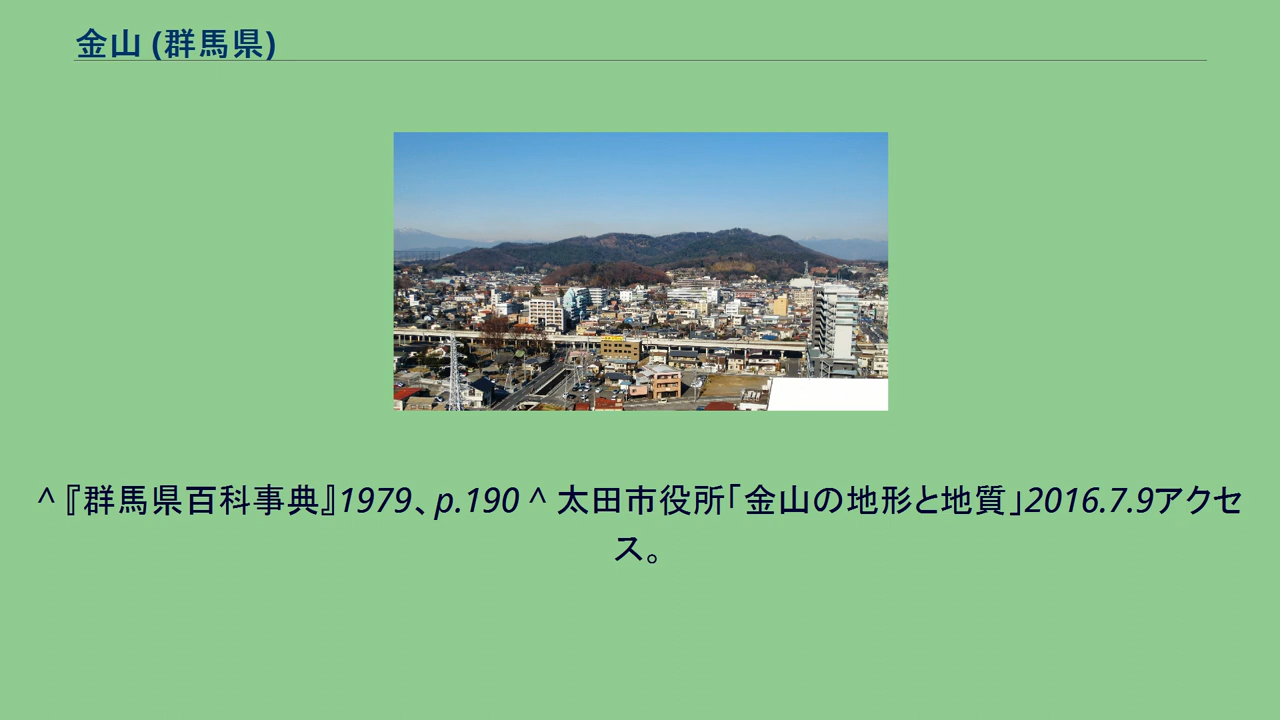 金山 (群馬県)
^『群馬県百科事典』1979、p.190 ^ 太田市役所「金山の地形と地質」2016.7.9アクセ
ス。